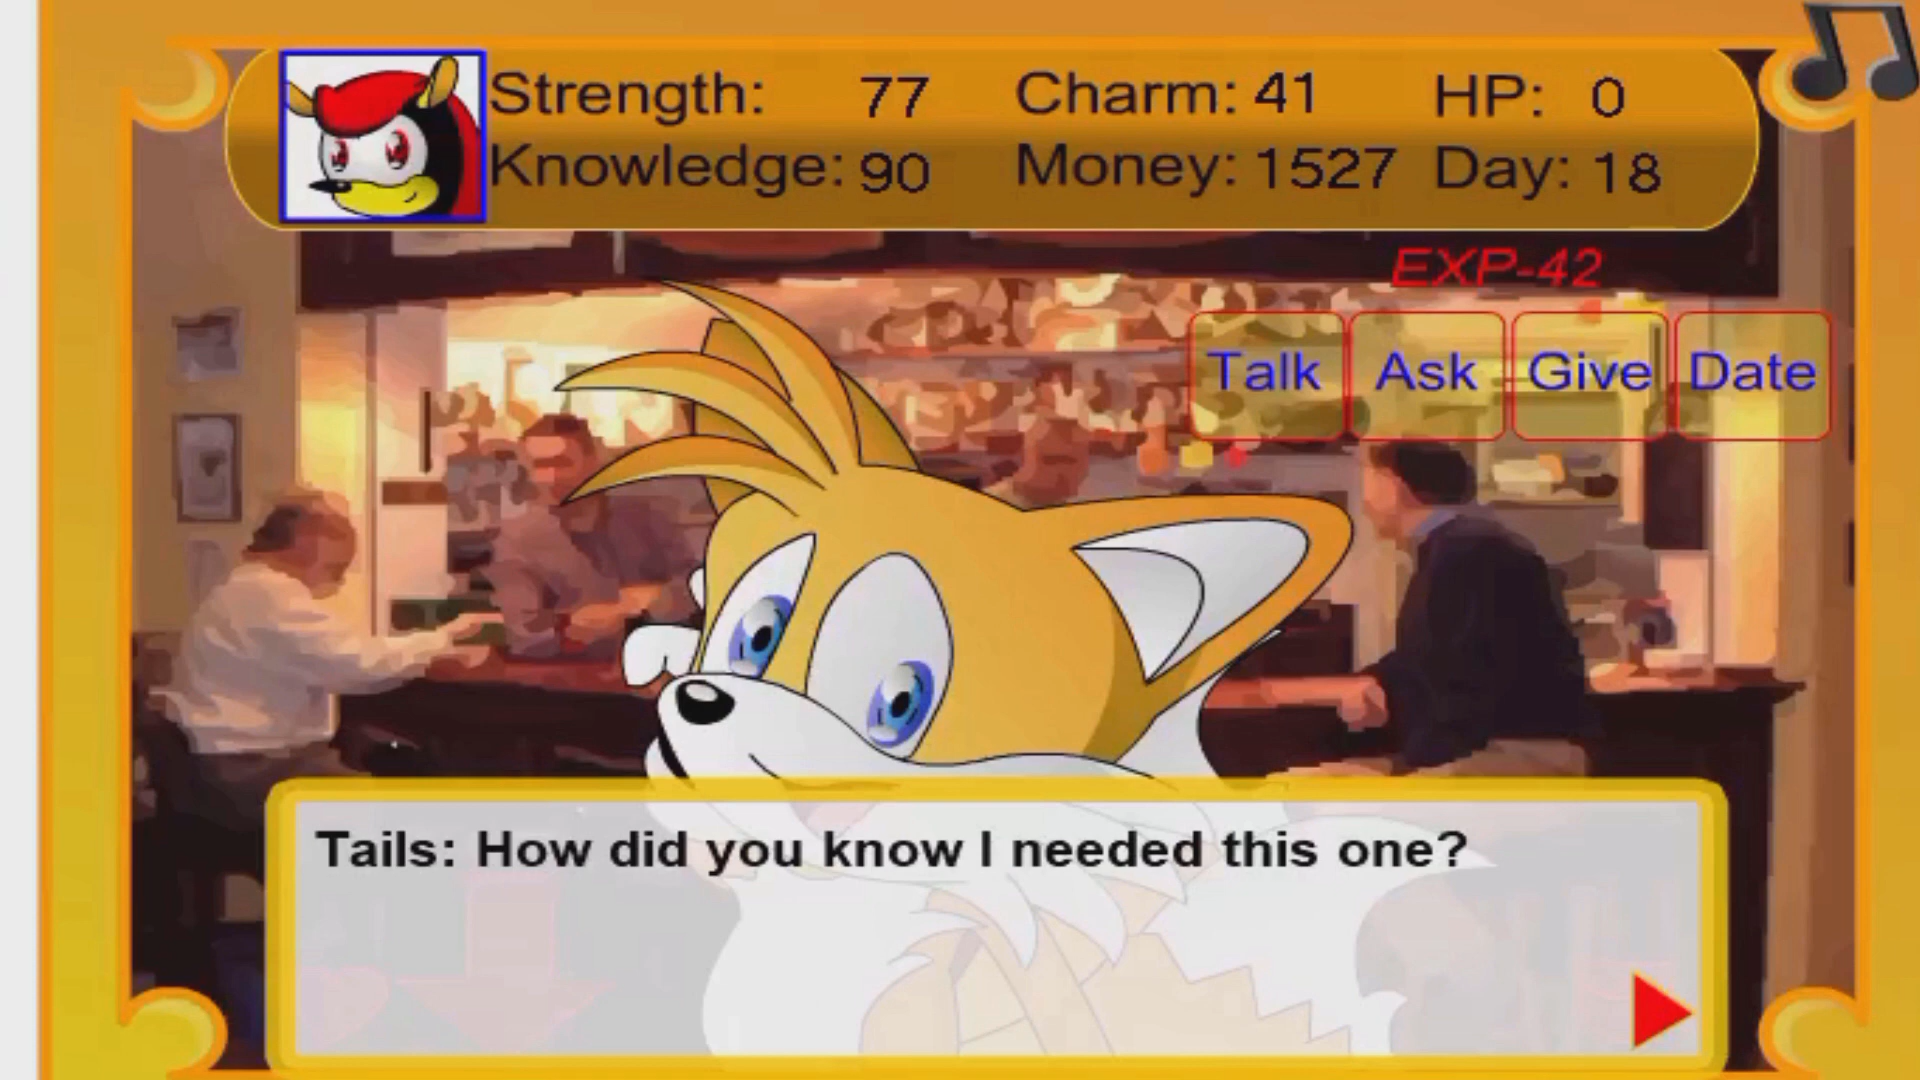 Strength: 77 Charm: 41 HP: 0
Knowledge: 90 Money: 1527 Day: 18
EXP-42
Talk Ask Give Date
Tails: How did you know I needed this one?